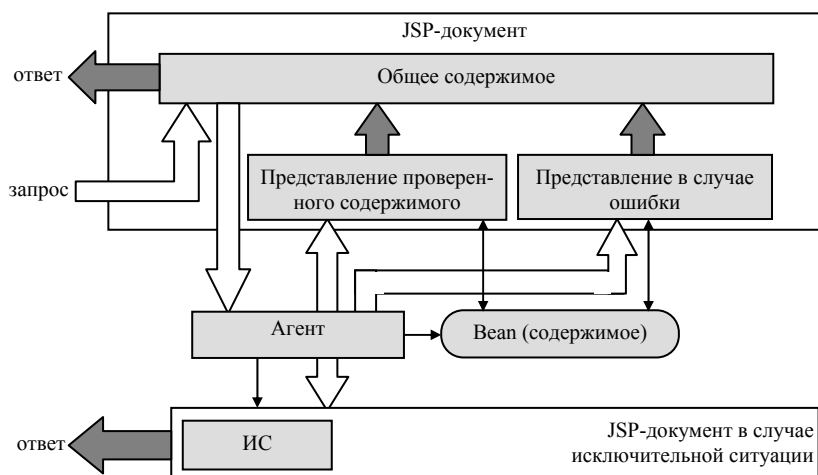 JSP-документ
ответ
Общее содержимое
запрос
Представление проверен-
ного содержимого
Представление в случае
ошибки
Агент
Bean (содержимое)
ответ
ИС
JSP-документ в случае
исключительной ситуации